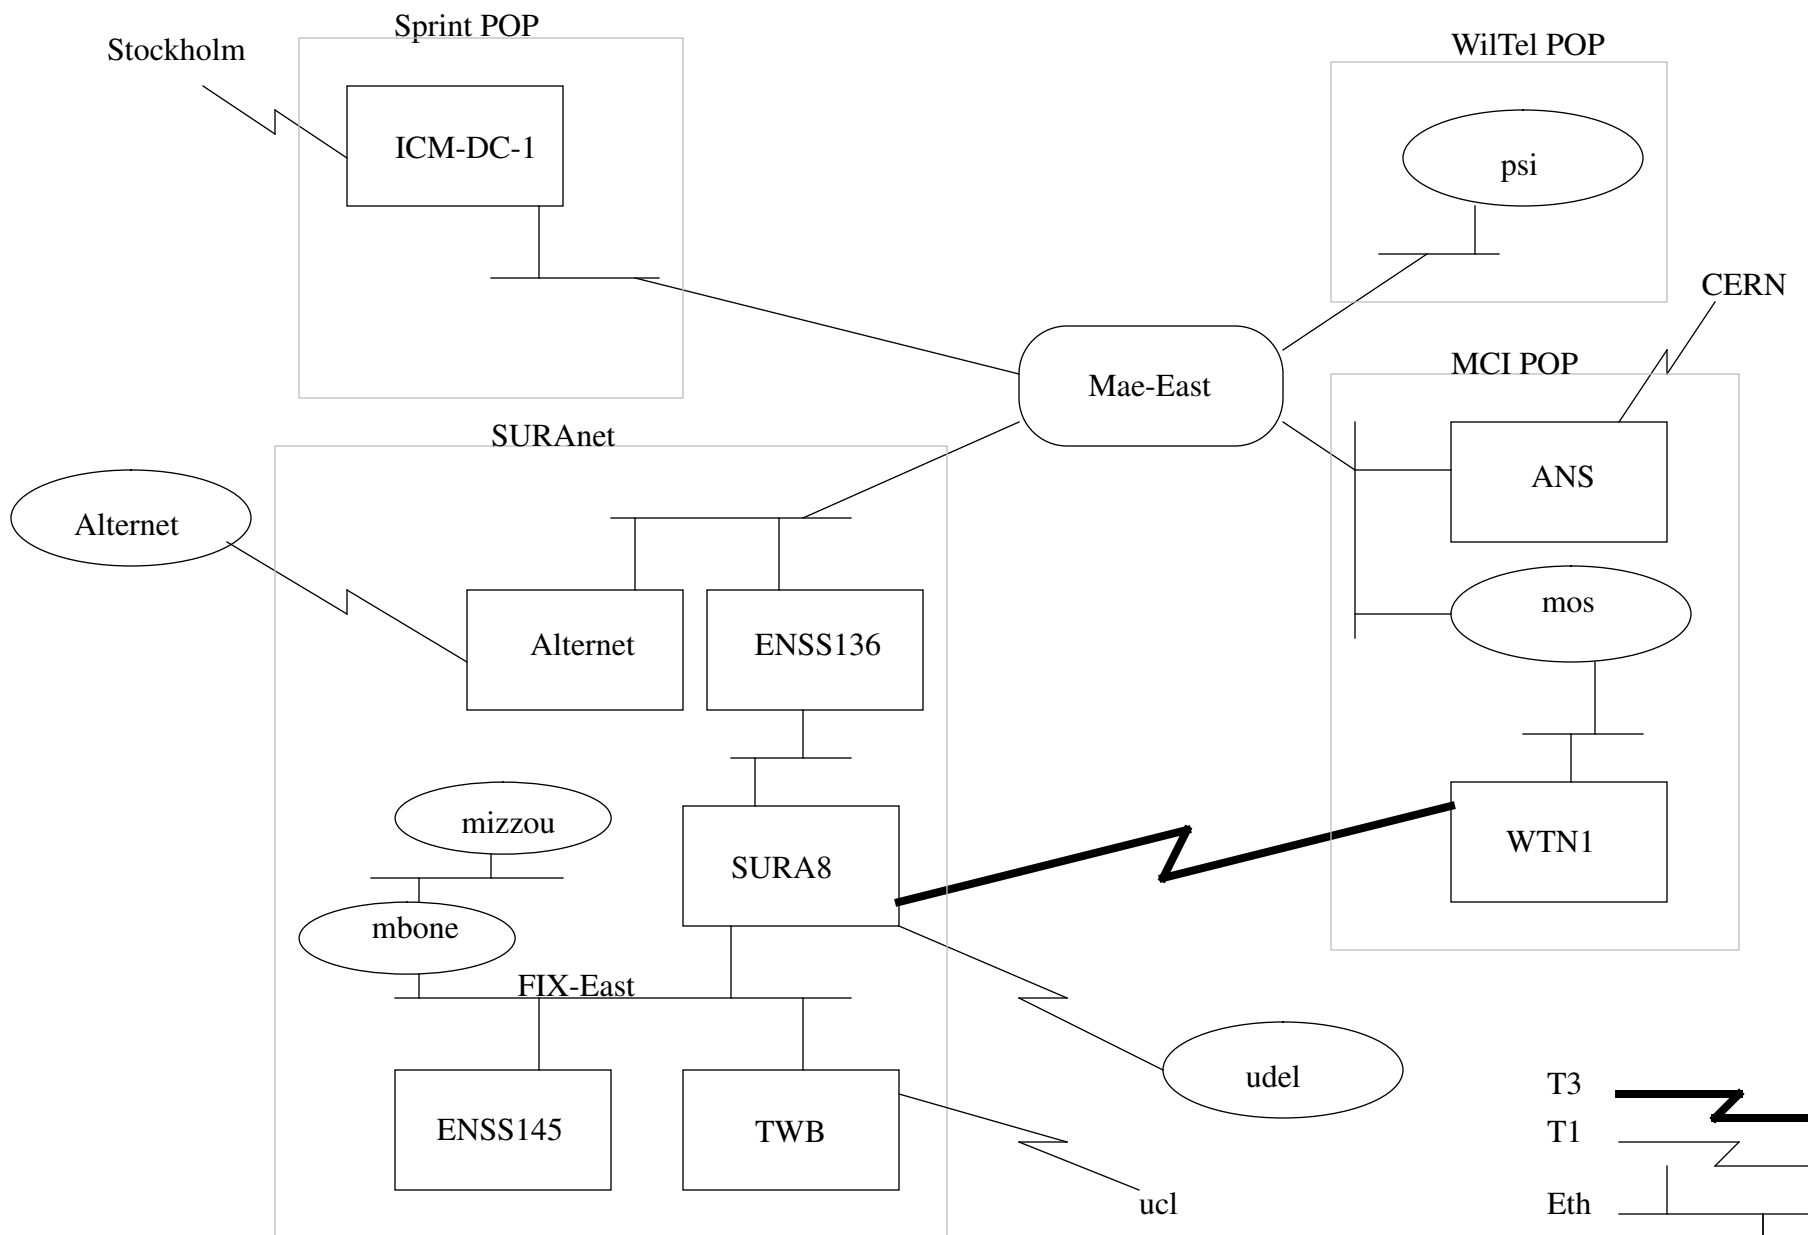 Sprint POP
WilTel POP
Stockholm
ICM-DC-1
psi
CERN
MCI POP
Mae-East
SURAnet
ANS
Alternet
mos
Alternet
ENSS136
mizzou
WTN1
SURA8
mbone
FIX-East
udel
T3
ENSS145
TWB
T1
ucl
Eth